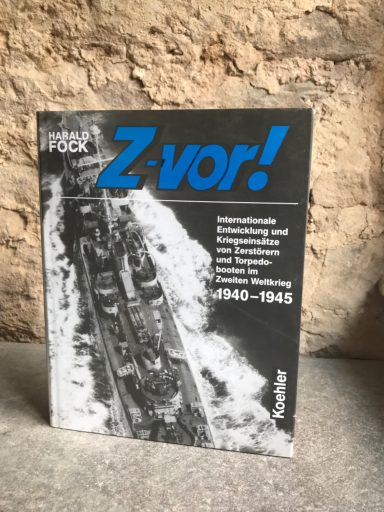 HARALD
FOCK
Z-vor!
Internationale
Entwicklung und
Kriegseinsätze
von Zerstörern
und Torpedo-
booten im
Zweiten Weltkrieg
1940–1945
Koehler